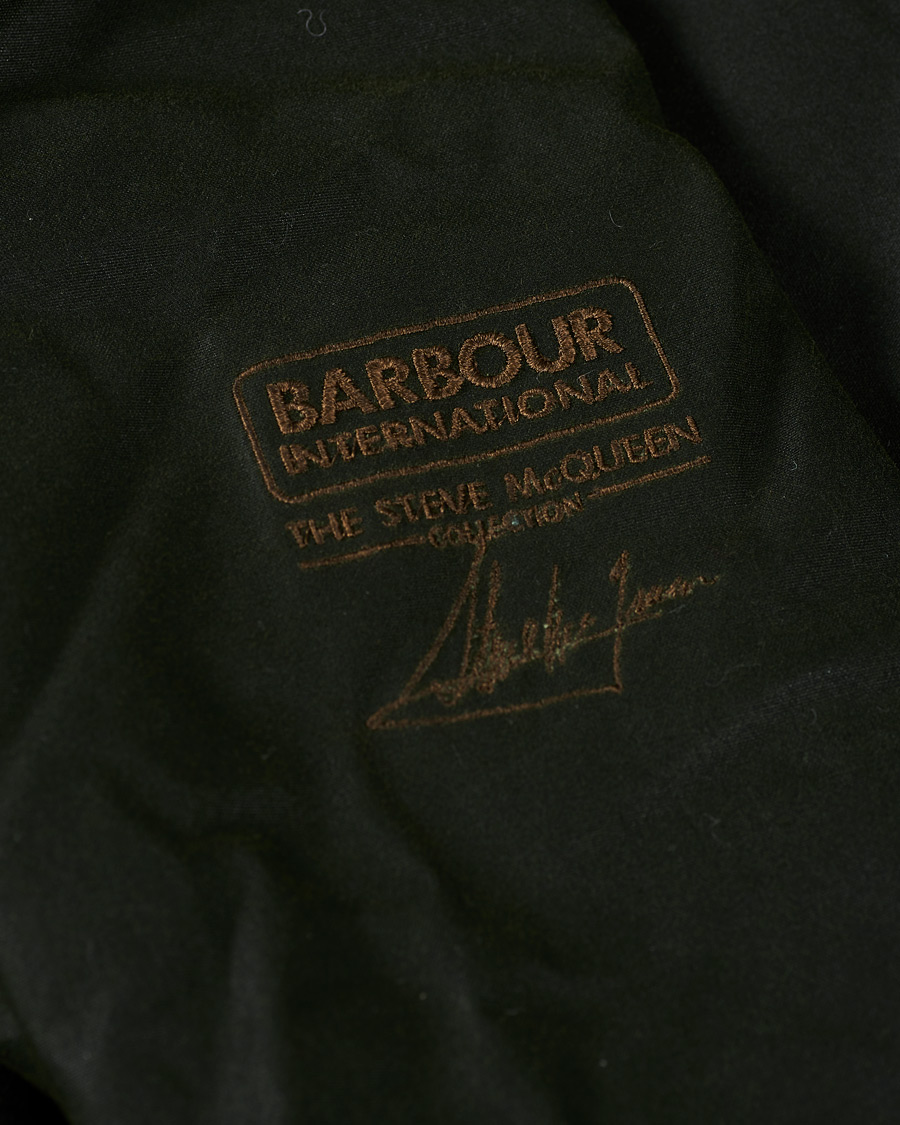 BARBOUR
INTERNATIONAL
THE STEVE McQUEEN
COLLECTION